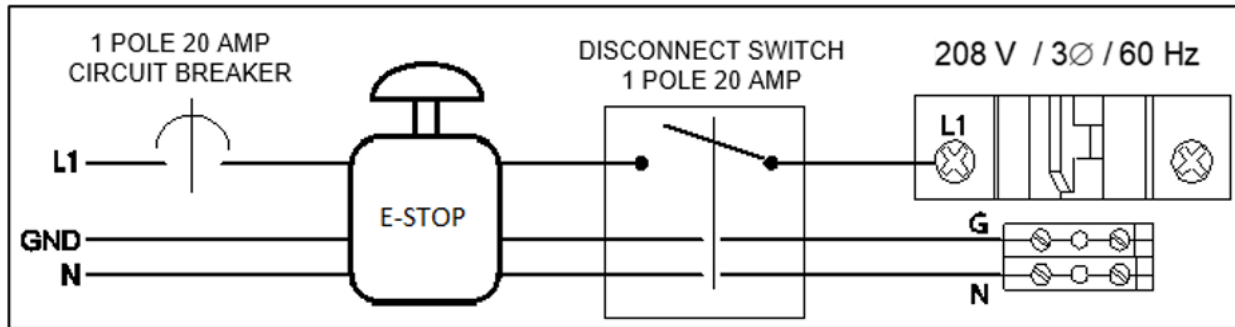 1 POLE 20 AMP
CIRCUIT BREAKER
DISCONNECT SWITCH
1 POLE 20 AMP
208 V / 3∅ / 60 Hz
L1
L1
E-STOP
GND
G
N
N